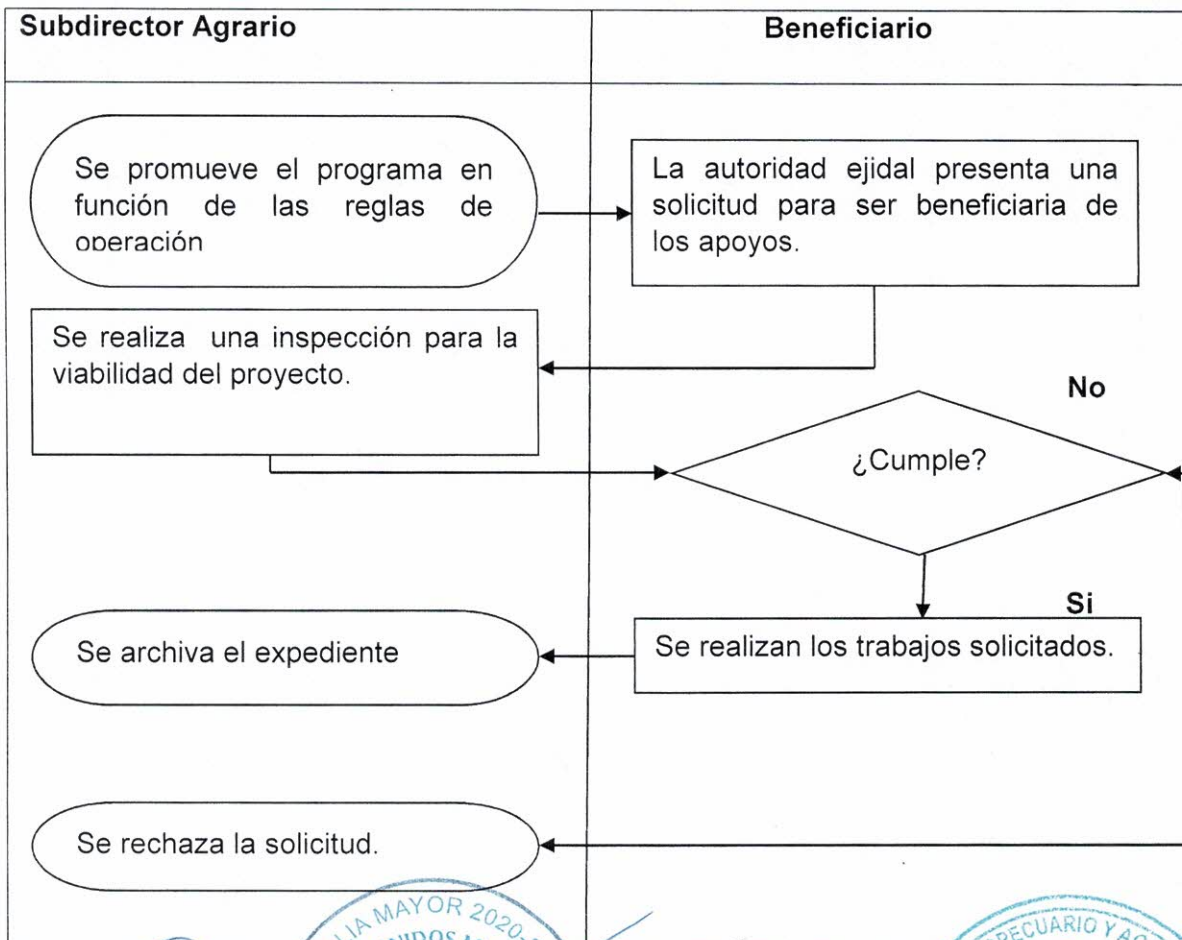 Subdirector Agrario
Beneficiario
Se promueve el programa en
función de las reglas de
operación
La autoridad ejidal presenta una
solicitud para ser beneficiaria de
los apoyos.
Se realiza una inspección para la
viabilidad del proyecto.
No
¿Cumple?
Si
Se realizan los trabajos solicitados.
Se archiva el expediente
Se rechaza la solicitud.
MAYOR 2020-